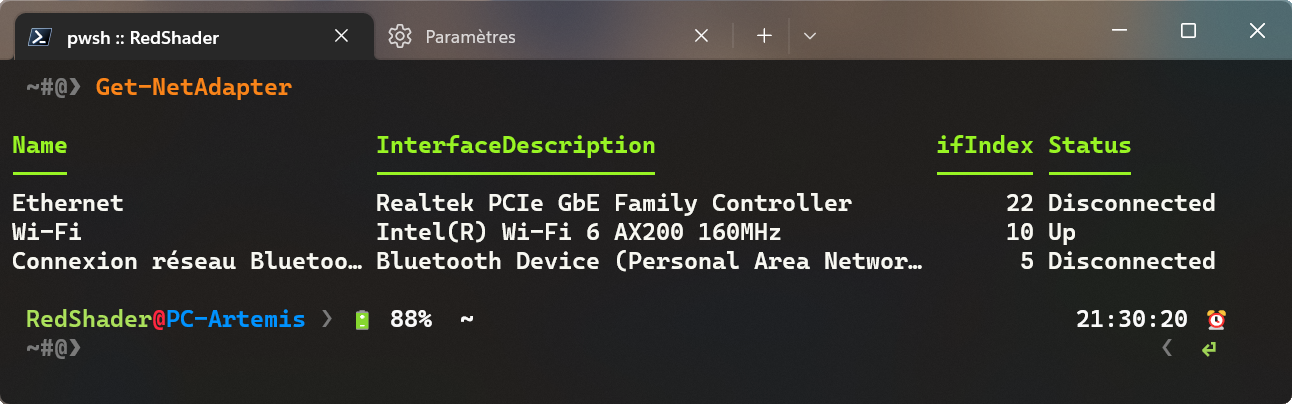 pwsh :: RedShader Paramètres
~#@❯ Get-NetAdapter
Name InterfaceDescription ifIndex Status
Ethernet Realtek PCIe GbE Family Controller 22 Disconnected
Wi-Fi Intel(R) Wi-Fi 6 AX200 160MHz 10 Up
Connexion réseau Bluetoo… Bluetooth Device (Personal Area Networ… 5 Disconnected
RedShader@PC-Artemis ❯ 🔋 88% ~ 21:30:20 ⏰
~#@❯ ❮ ↵